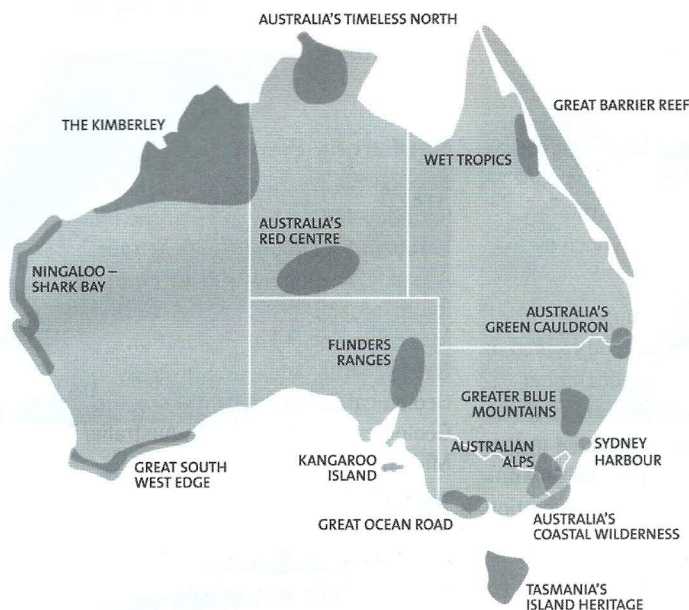 AUSTRALIA'S TIMELESS NORTH
GREAT BARRIER REEF
THE KIMBERLEY
WET TROPICS
AUSTRALIA'S
RED CENTRE
NINGALOO –
SHARK BAY
AUSTRALIA'S
GREEN CAULDRON
FLINDERS
RANGES
GREATER BLUE
MOUNTAINS
SYDNEY
HARBOUR
AUSTRALIAN
ALPS
KANGAROO
ISLAND
GREAT SOUTH
WEST EDGE
GREAT OCEAN ROAD
AUSTRALIA'S
COASTAL WILDERNESS
TASMANIA'S
ISLAND HERITAGE